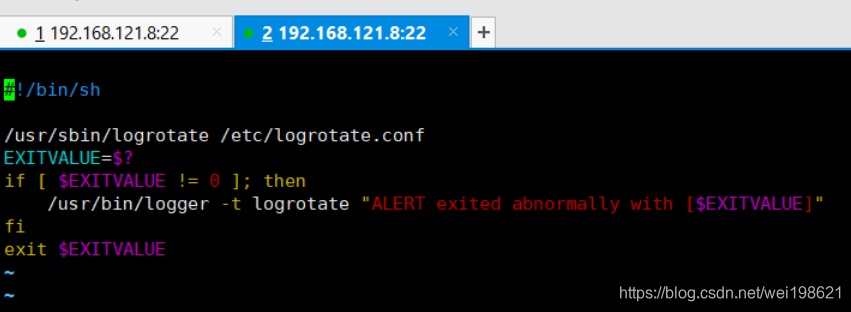 1 192.168.121.8:22
2 192.168.121.8:22
#!/bin/sh
/usr/sbin/logrotate /etc/logrotate.conf
EXITVALUE=$?
if [ $EXITVALUE != 0 ]; then
    /usr/bin/logger -t logrotate "ALERT exited abnormally with [$EXITVALUE]"
fi
exit $EXITVALUE
~
~
https://blog.csdn.net/wei198621